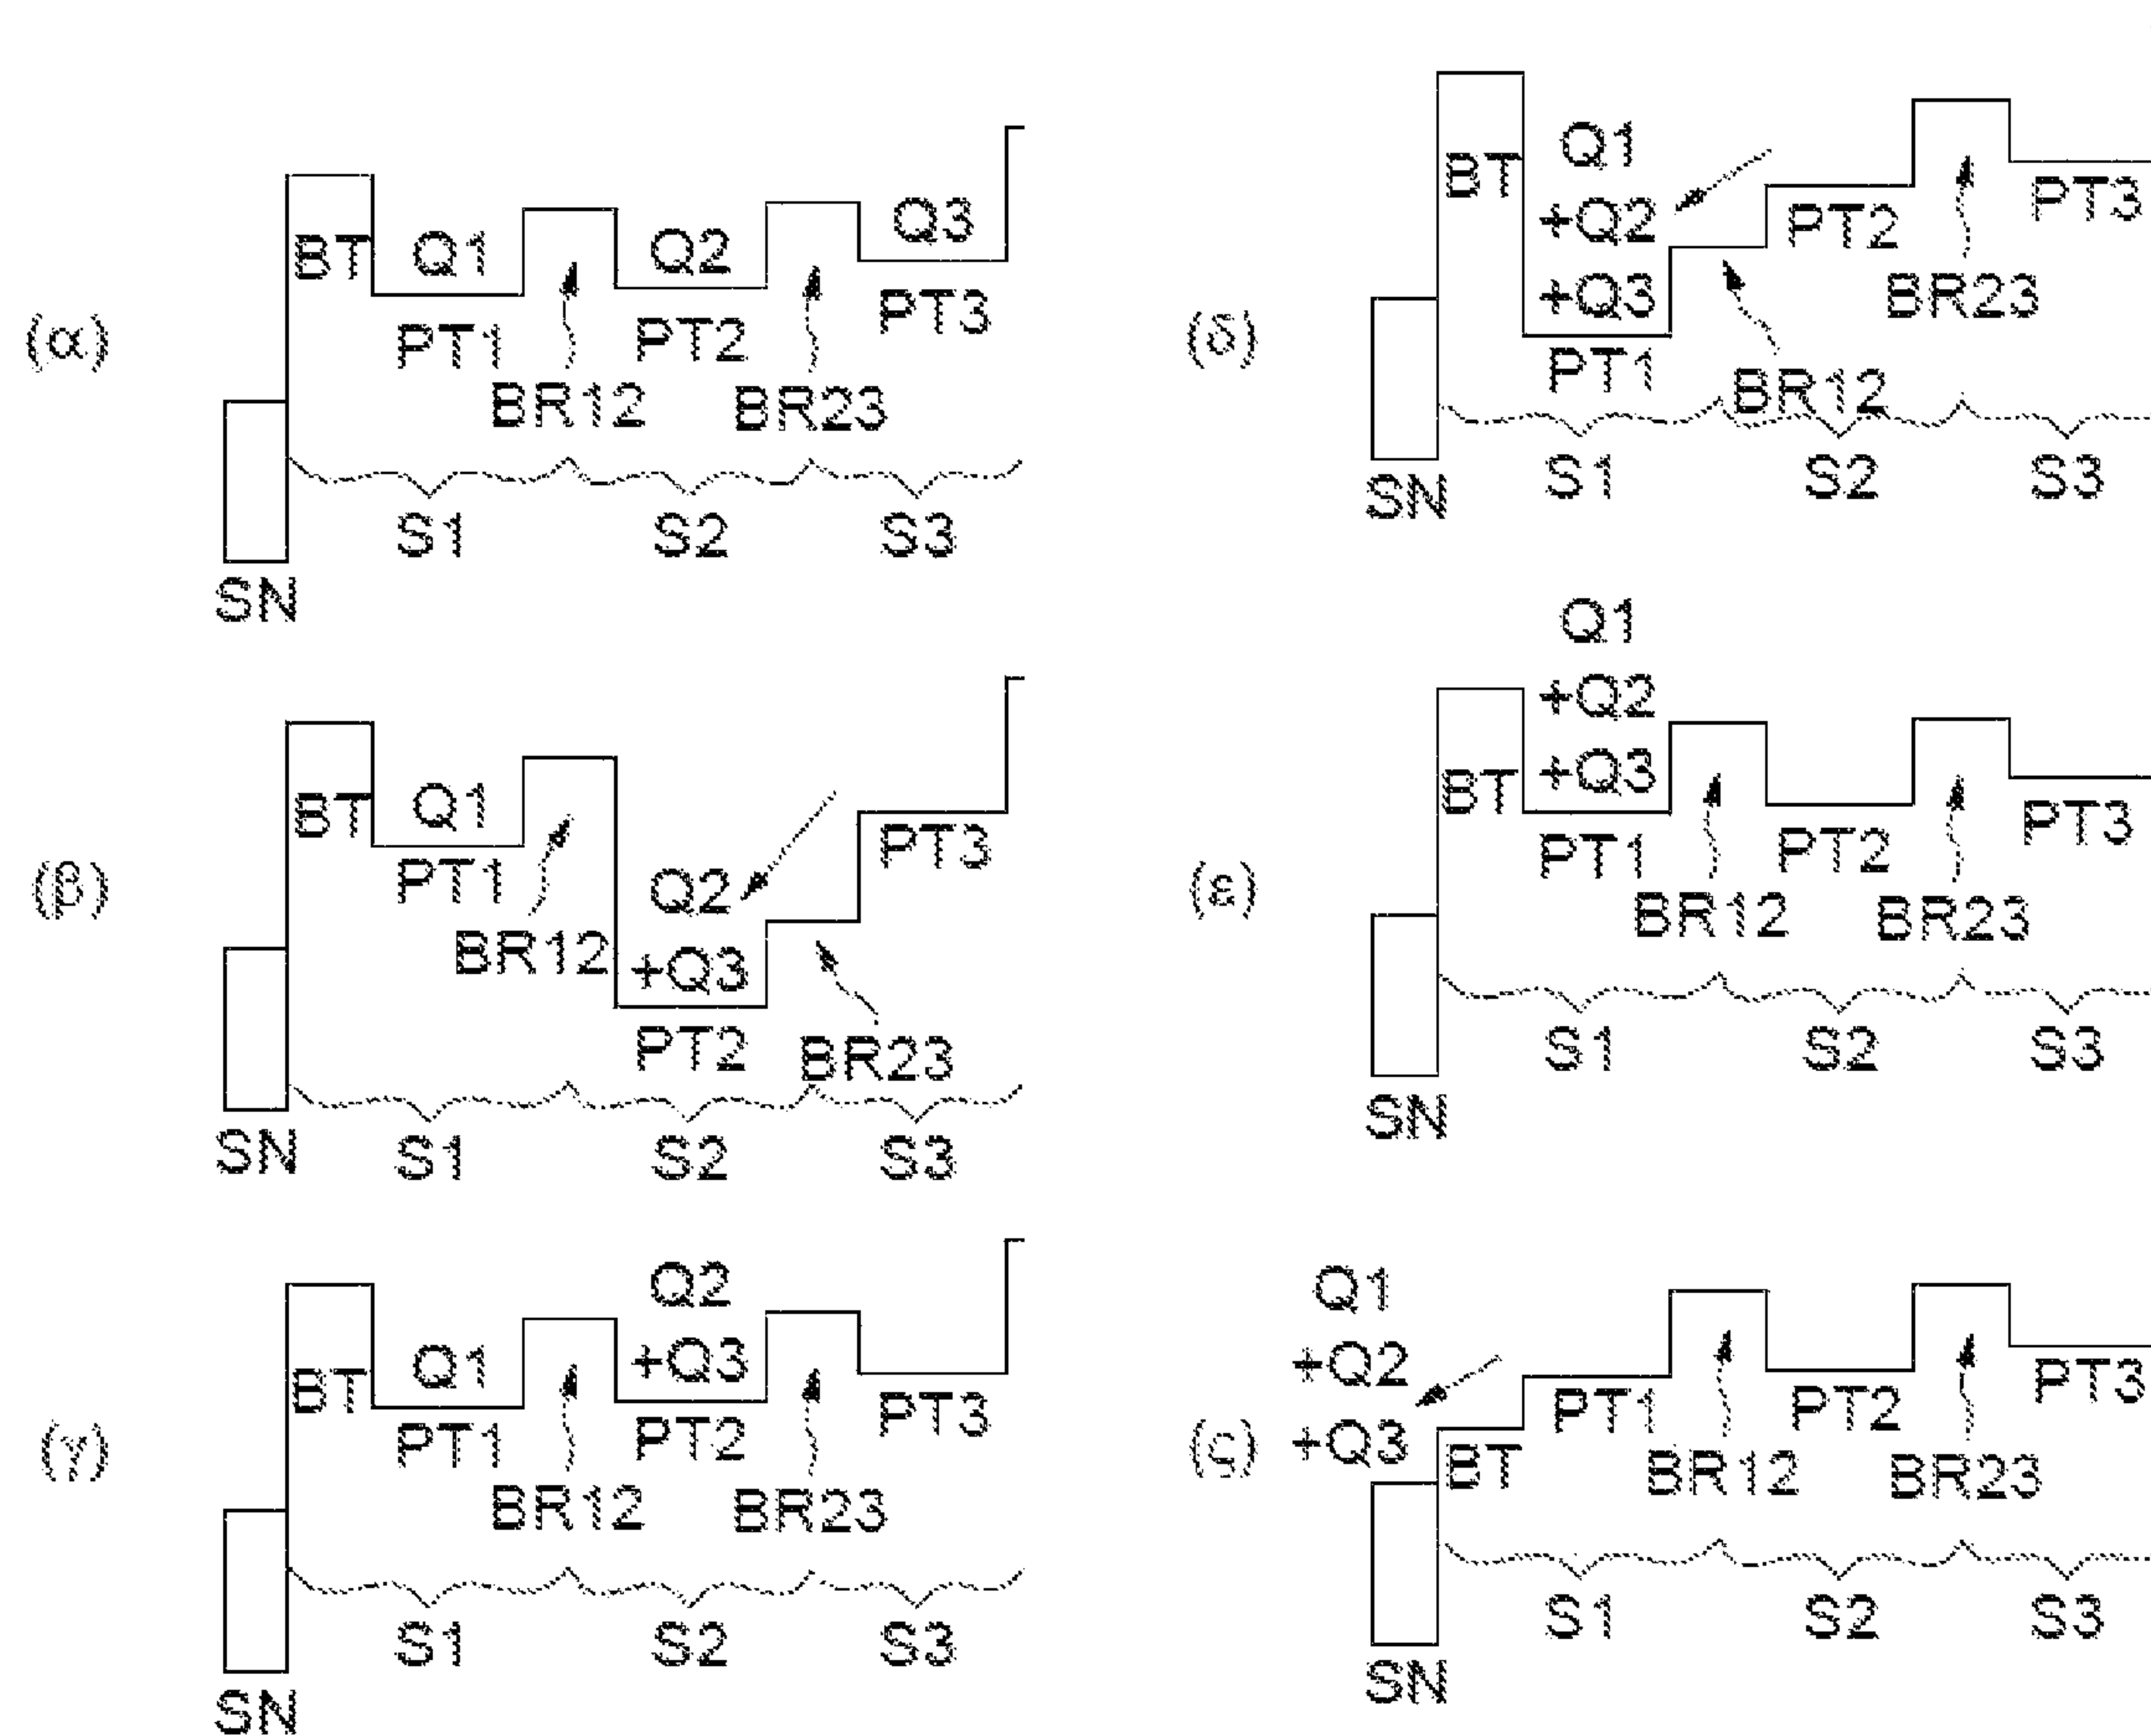 (α)
BT
Q1
Q2
Q3
PT1
PT2
PT3
BR12
BR23
S1
S2
S3
SN
(β)
BT
Q1
PT1
BR12
Q2
+Q3
PT2
PT3
BR23
S1
S2
S3
SN
(γ)
BT
Q1
Q2
+Q3
PT1
PT2
PT3
BR12
BR23
S1
S2
S3
SN
(δ)
BT
Q1
+Q2
+Q3
PT1
PT2
PT3
BR12
BR23
S1
S2
S3
SN
(ε)
Q1
+Q2
+Q3
BT
PT1
PT2
PT3
BR12
BR23
S1
S2
S3
SN
(ς)
Q1
+Q2
+Q3
BT
PT1
PT2
PT3
BR12
BR23
S1
S2
S3
SN